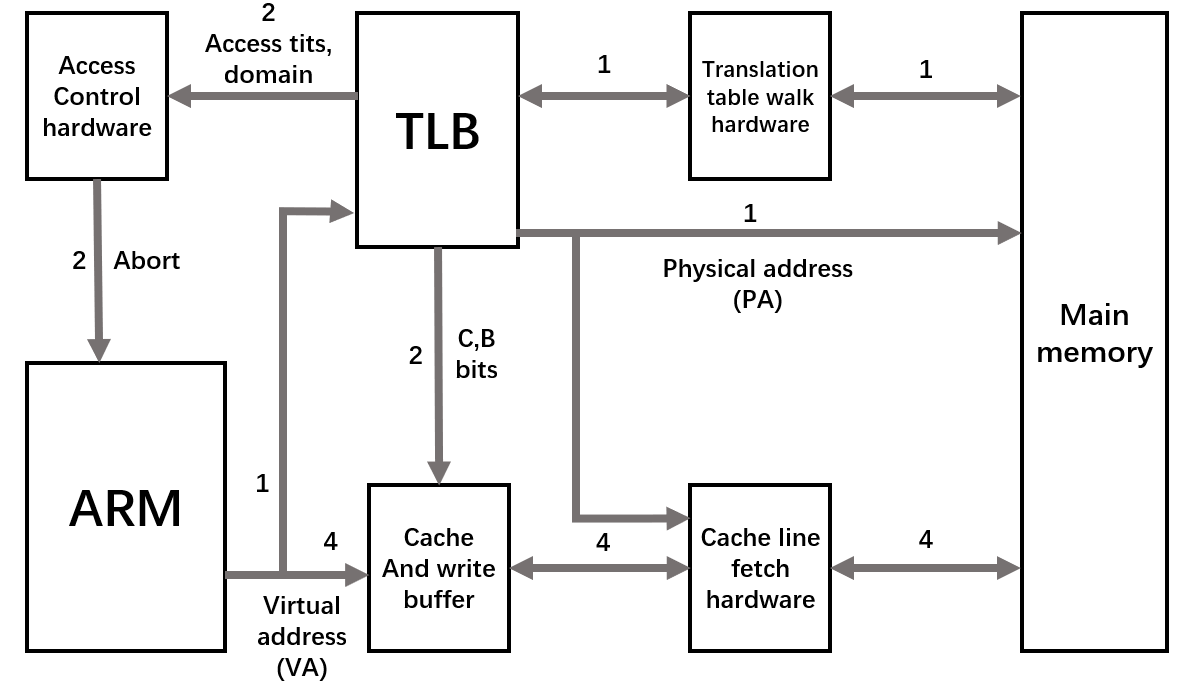 2
Access tits,
domain
Access
Control
hardware
TLB
1
Translation
table walk
hardware
1
1
Physical address
(PA)
Main
memory
2
Abort
2
C,B
bits
1
ARM
4
Virtual
address
(VA)
Cache
And write
buffer
4
Cache line
fetch
hardware
4